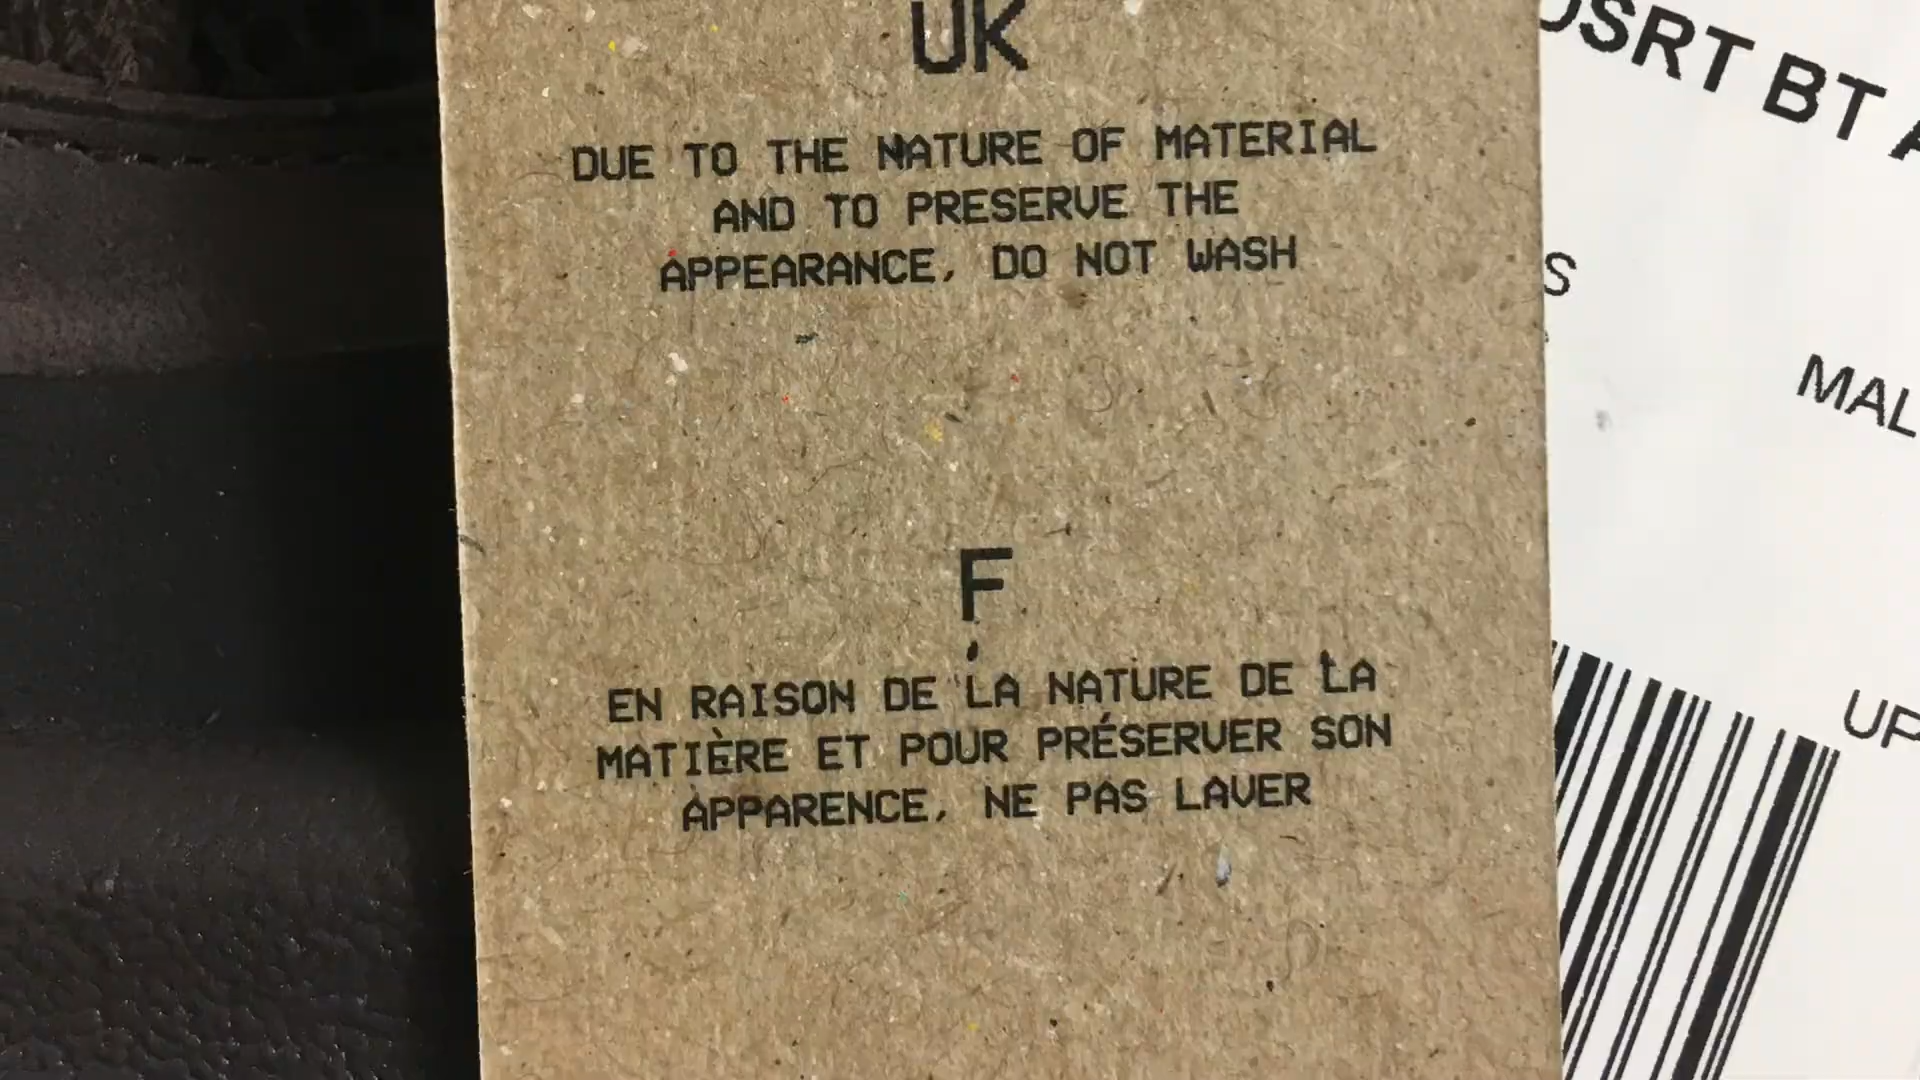 UK
DUE TO THE NATURE OF MATERIAL
AND TO PRESERVE THE
APPEARANCE, DO NOT WASH
F
EN RAISON DE LA NATURE DE LA
MATIÈRE ET POUR PRÉSERVER SON
APPARENCE, NE PAS LAVER
SRT BT
S
MAL
UP